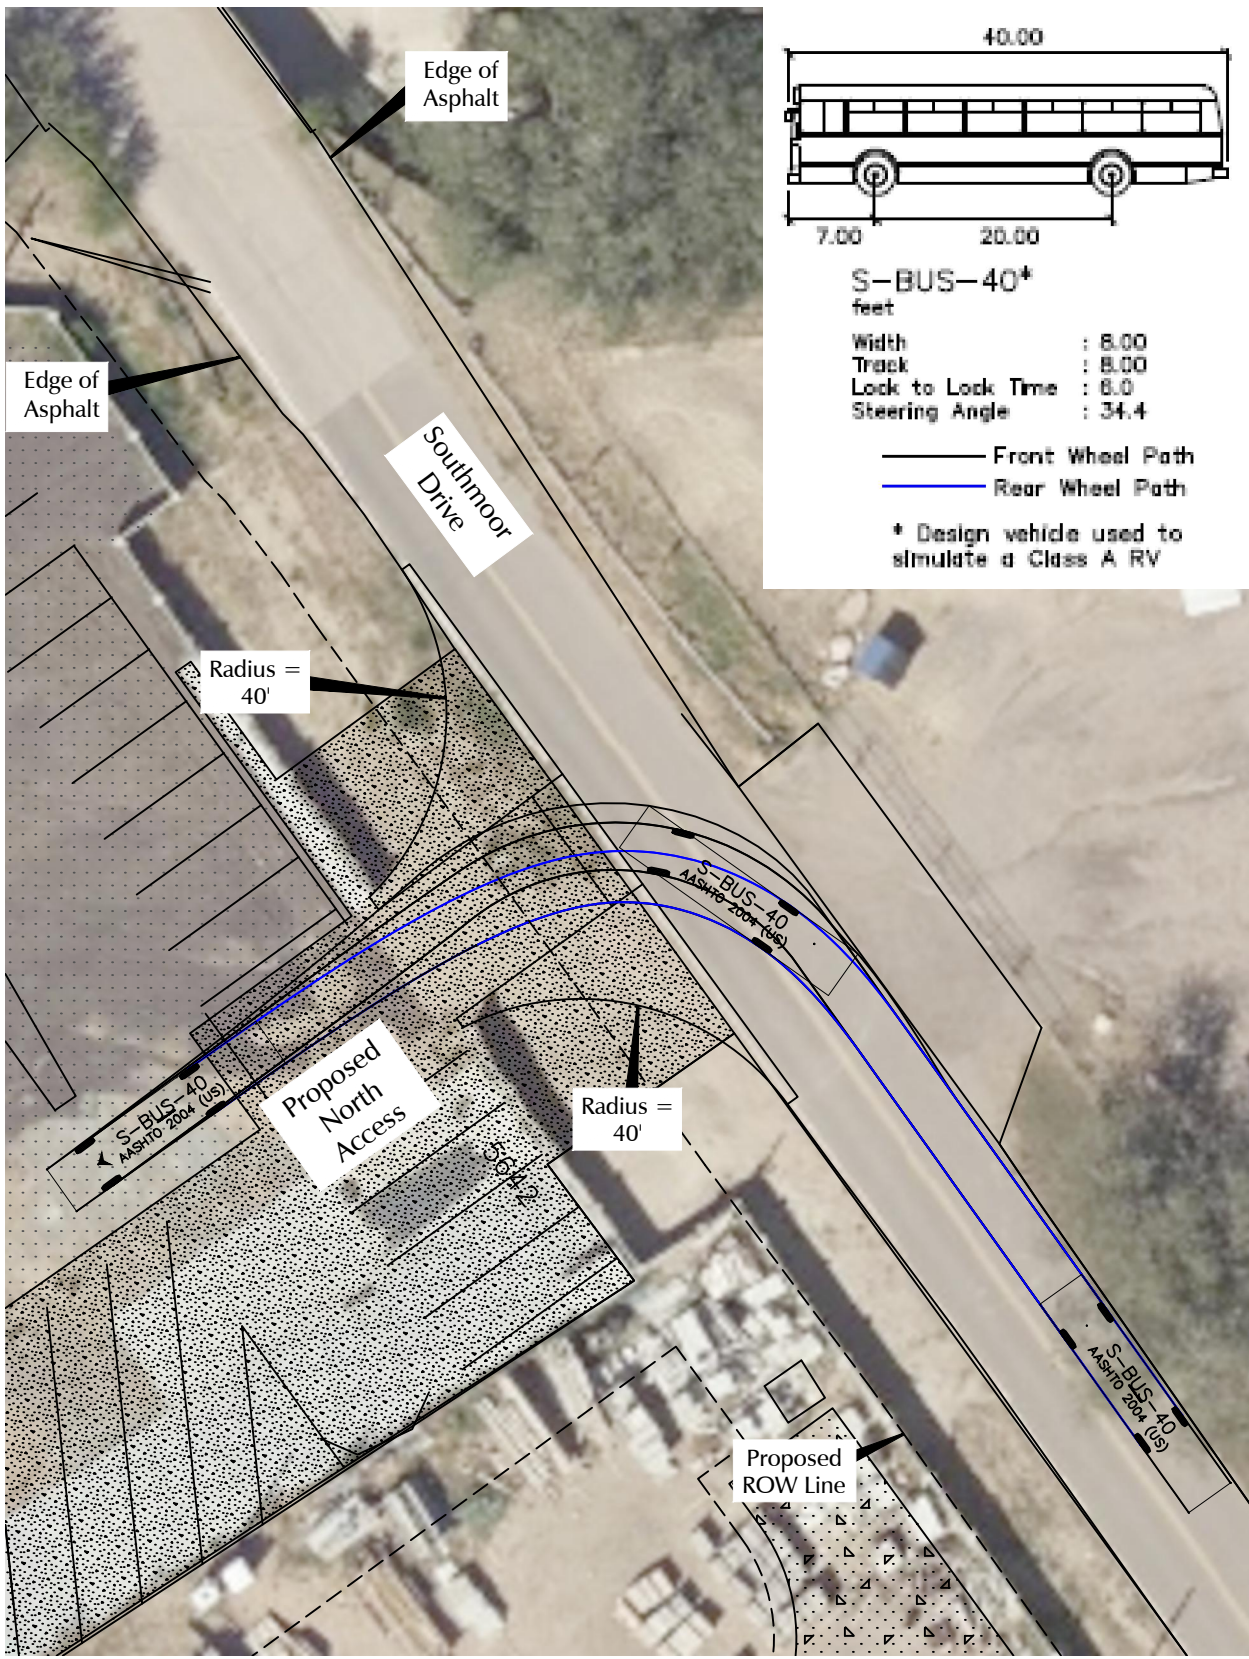 Edge of
Asphalt
40.00
7.00
20.00
S-BUS-40*
feet
Width : 8.00
Track : 8.00
Lock to Lock Time : 6.0
Steering Angle : 34.4
Front Wheel Path
Rear Wheel Path
* Design vehicle used to
simulate a Class A RV
Edge of
Asphalt
Southmoor
Drive
Radius =
40'
S-BUS-40
AASHTO 2004 (US)
S-BUS-40
AASHTO 2004 (US)
Proposed
North
Access
Radius =
40'
5642
S-BUS-40
AASHTO 2004 (US)
Proposed
ROW Line